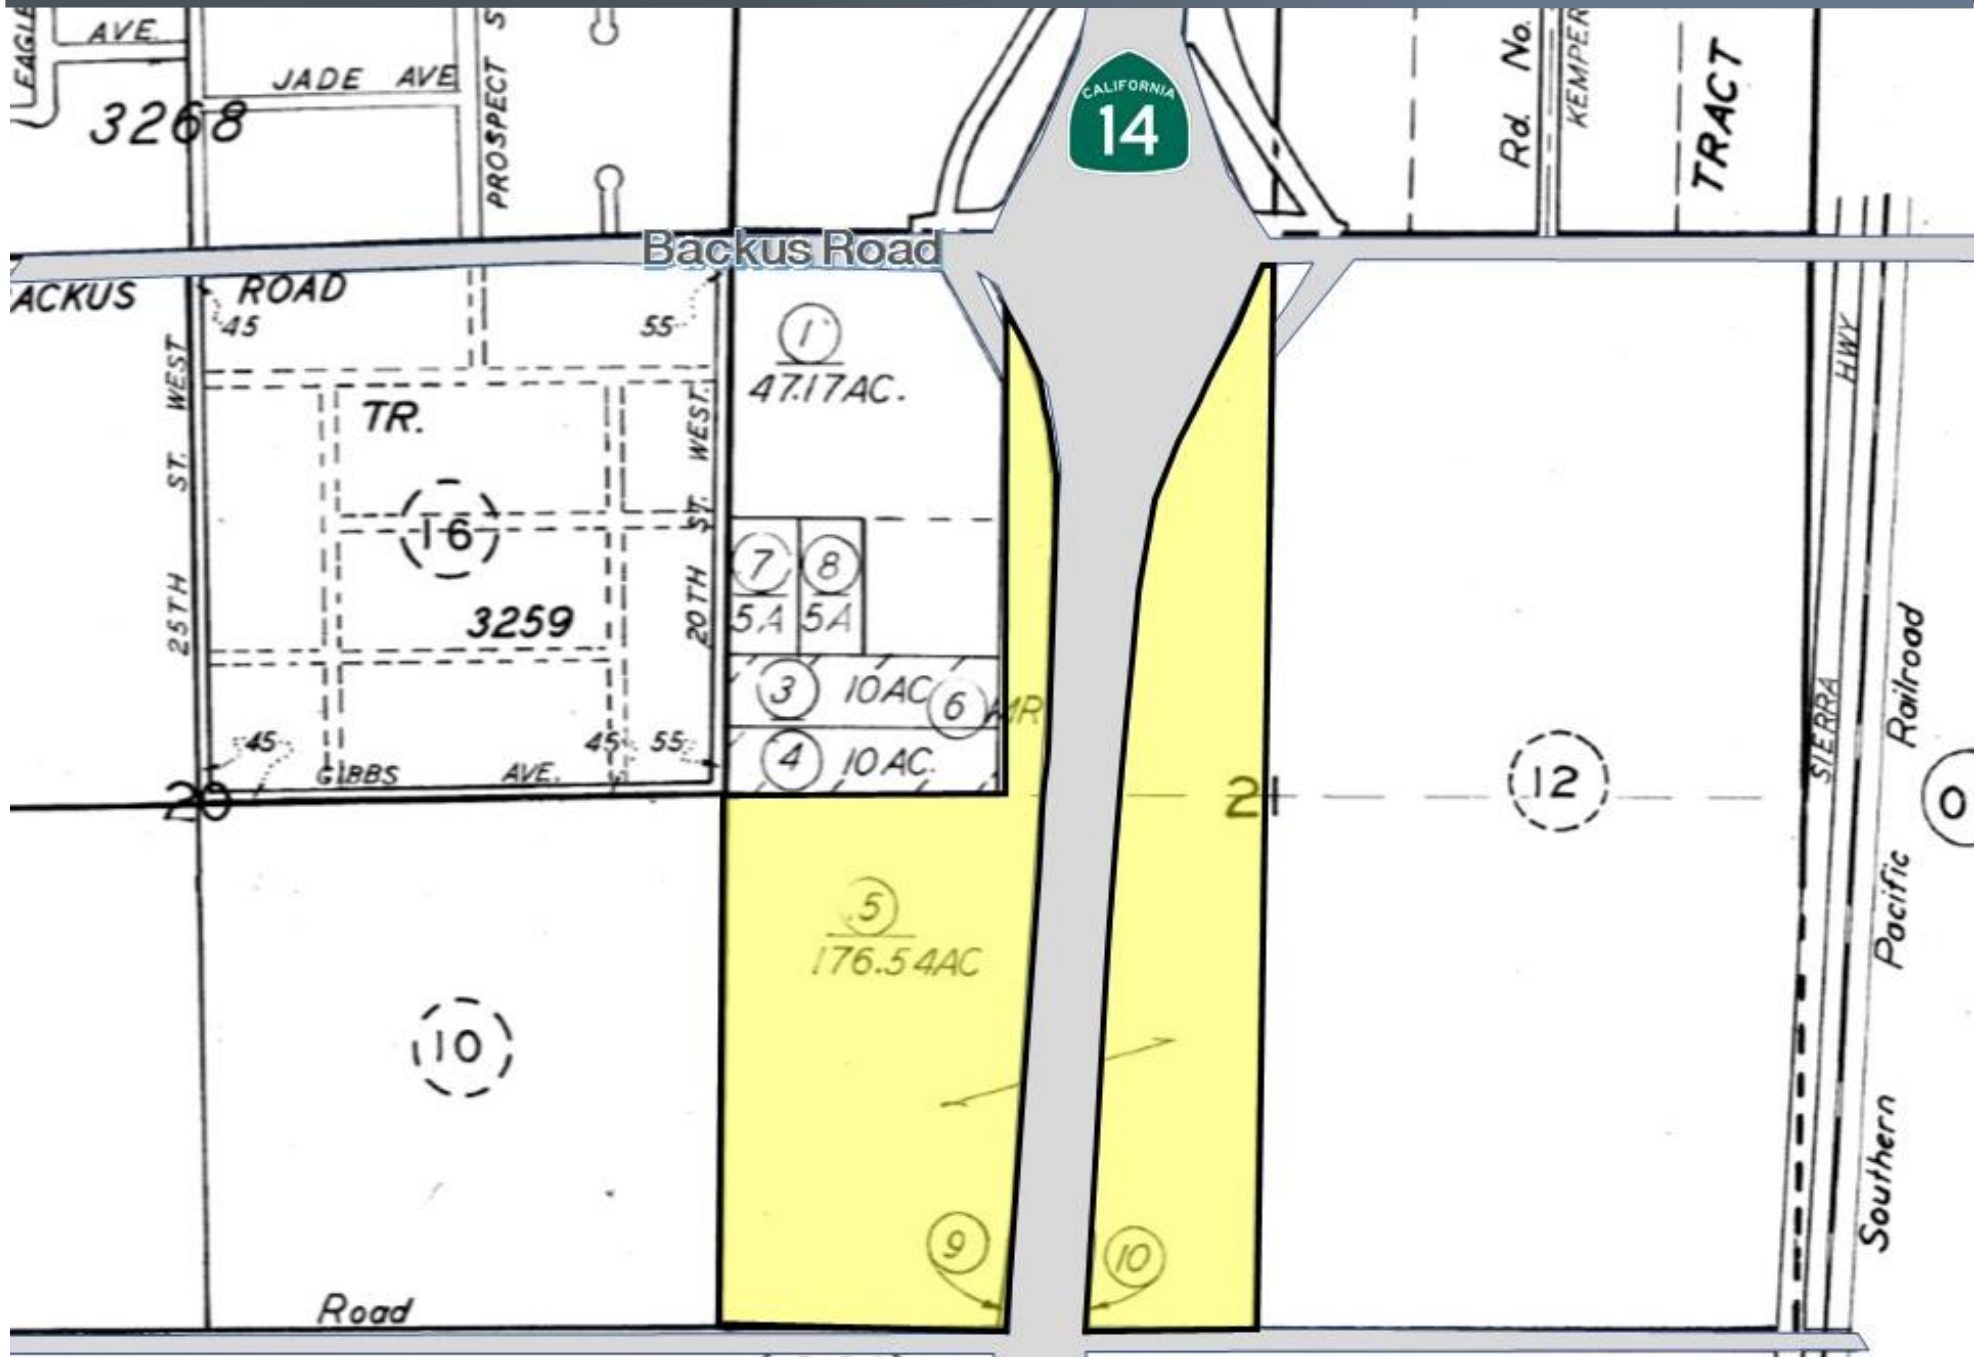 EAGLE
AVE.
JADE AVE
3268
PROSPECT S
CALIFORNIA
14
Rd. No.
KEMPER
TRACT
Backus Road
ACKUS ROAD
45
55
25TH ST. WEST
TR.
16
3259
20TH ST. WEST.
1
47.17AC.
7
8
5A
5A
3
10AC
6
MR
4
10AC.
45
45
55
GIBBS AVE.
20
21
12
SIERRA HWY
Southern Pacific Railroad
0
5
176.54AC
10
9
10
Road